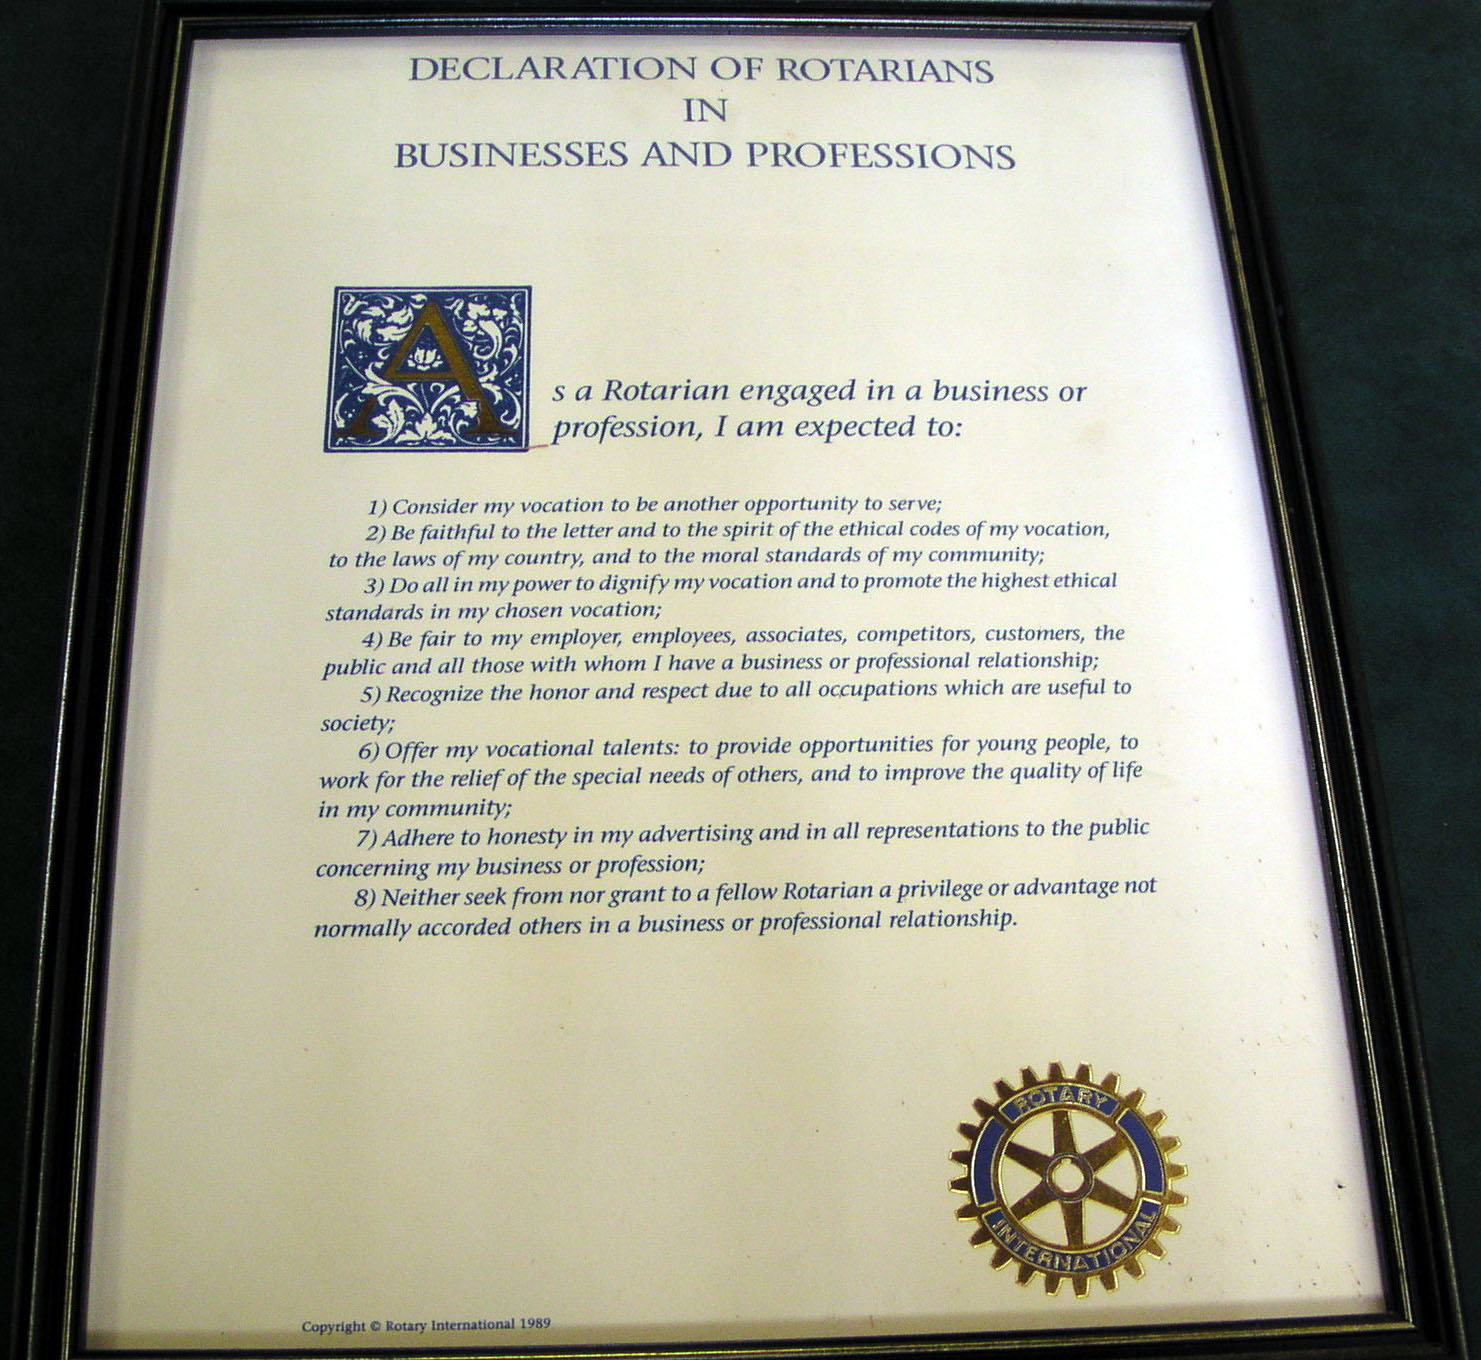 DECLARATION OF ROTARIANS
IN
BUSINESSES AND PROFESSIONS
As a Rotarian engaged in a business or
profession, I am expected to:
1) Consider my vocation to be another opportunity to serve;
2) Be faithful to the letter and to the spirit of the ethical codes of my vocation,
to the laws of my country, and to the moral standards of my community;
3) Do all in my power to dignify my vocation and to promote the highest ethical
standards in my chosen vocation;
4) Be fair to my employer, employees, associates, competitors, customers, the
public and all those with whom I have a business or professional relationship;
5) Recognize the honor and respect due to all occupations which are useful to
society;
6) Offer my vocational talents: to provide opportunities for young people, to
work for the relief of the special needs of others, and to improve the quality of life
in my community;
7) Adhere to honesty in my advertising and in all representations to the public
concerning my business or profession;
8) Neither seek from nor grant to a fellow Rotarian a privilege or advantage not
normally accorded others in a business or professional relationship.
ROTARY
INTERNATIONAL
Copyright © Rotary International 1989